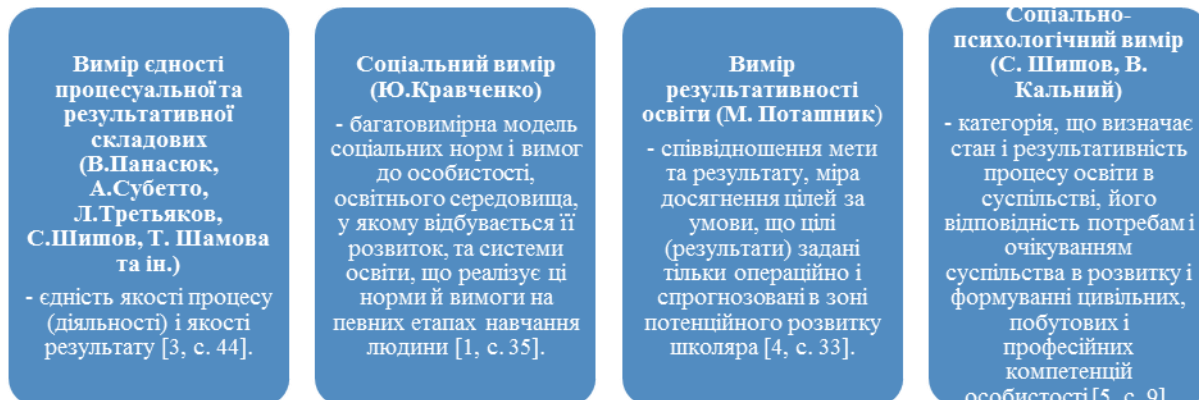 Вимір єдності
процесуальної та
результативної
складових
(В.Панасюк,
А.Субетто,
Л.Третьяков,
С.Шишов, Т. Шамова
та ін.)
- єдність якості процесу
(діяльності) і якості
результату [3, с. 44].
Соціальний вимір
(Ю.Кравченко)
- багатовимірна модель
соціальних норм і вимог
до особистості,
освітнього середовища,
у якому відбувається її
розвиток, та системи
освіти, що реалізує ці
норми й вимоги на
певних етапах навчання
людини [1, с. 35].
Вимір
результативності
освіти (М. Поташник)
- співвідношення мети
та результату, міра
досягнення цілей за
умови, що цілі
(результати) задані
тільки операційно і
спрогнозовані в зоні
потенційного розвитку
школяра [4, с. 33].
Соціально-
психологічний вимір
(С. Шишов, В.
Кальний)
- категорія, що визначає
стан і результативність
процесу освіти в
суспільстві, його
відповідність потребам і
очікуванням
суспільства в розвитку і
формуванні цивільних,
побутових і
професійних
компетенцій
особистості [5, с. 9]